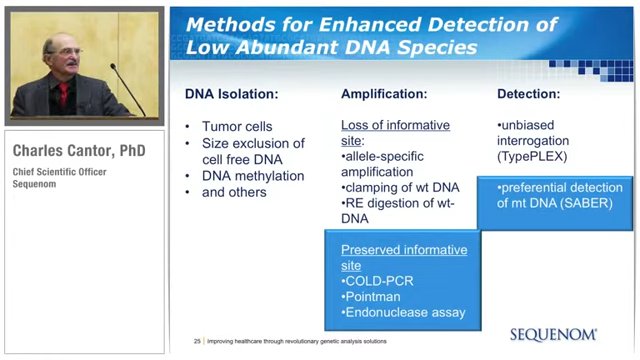 Methods for Enhanced Detection of
Low Abundant DNA Species
DNA Isolation:
• Tumor cells
• Size exclusion of
cell free DNA
• DNA methylation
• and others
Amplification:
Loss of informative
site:
•allele-specific
amplification
•clamping of wt DNA
•RE digestion of wt-
DNA
Preserved informative
site
•COLD-PCR
•Pointman
•Endonuclease assay
Detection:
•unbiased
interrogation
(TypePLEX)
•preferential detection
of mt DNA (SABER)
Charles Cantor, PhD
Chief Scientific Officer
Sequenom
25 | improving healthcare through revolutionary genetic analysis solutions
SEQUENOM®